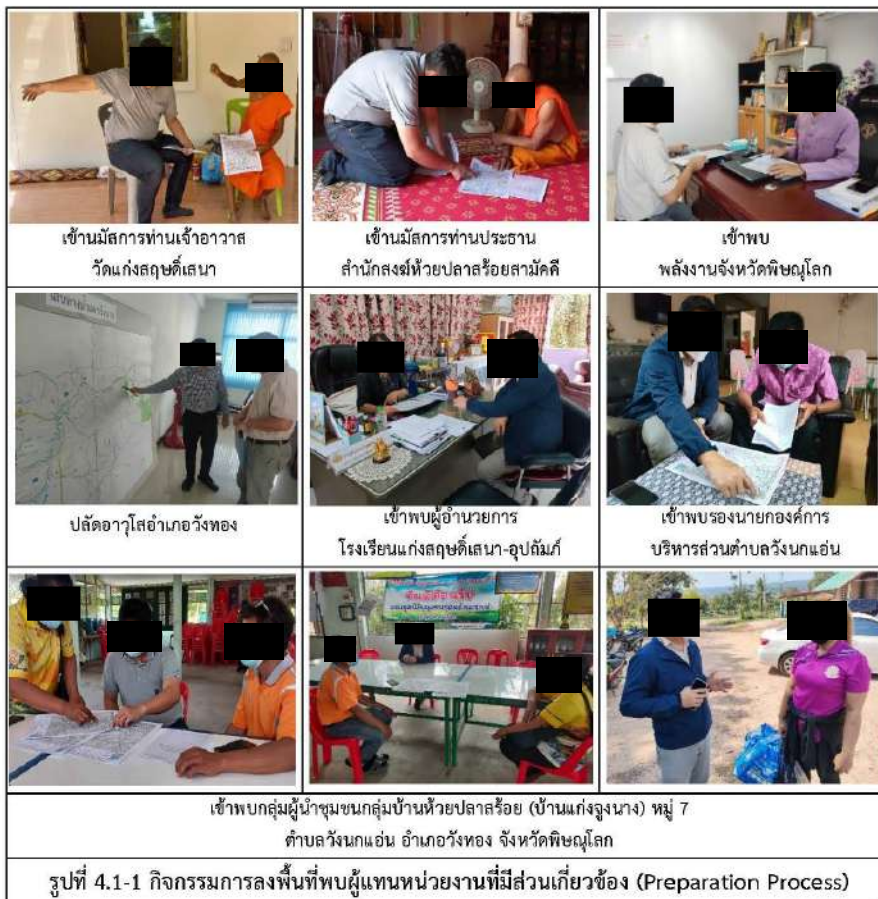 เข้านมัสการท่านเจ้าอาวาส
วัดแก่งสฤษดิ์เสนา
เข้านมัสการท่านประธาน
สำนักสงฆ์ห้วยปลาสร้อยสามัคคี
เข้าพบ
พลังงานจังหวัดพิษณุโลก
ปลัดอาวุโสอำเภอวังทอง
เข้าพบผู้อำนวยการ
โรงเรียนแก่งสฤษดิ์เสนา-อุปถัมภ์
เข้าพบรองนายกองค์การ
บริหารส่วนตำบลวังนกแอ่น
เข้าพบกลุ่มผู้นำชุมชนกลุ่มบ้านห้วยปลาสร้อย (บ้านแก่งจูงนาง) หมู่ 7
ตำบลวังนกแอ่น อำเภอวังทอง จังหวัดพิษณุโลก
รูปที่ 4.1-1 กิจกรรมการลงพื้นที่พบผู้แทนหน่วยงานที่มีส่วนเกี่ยวข้อง (Preparation Process)